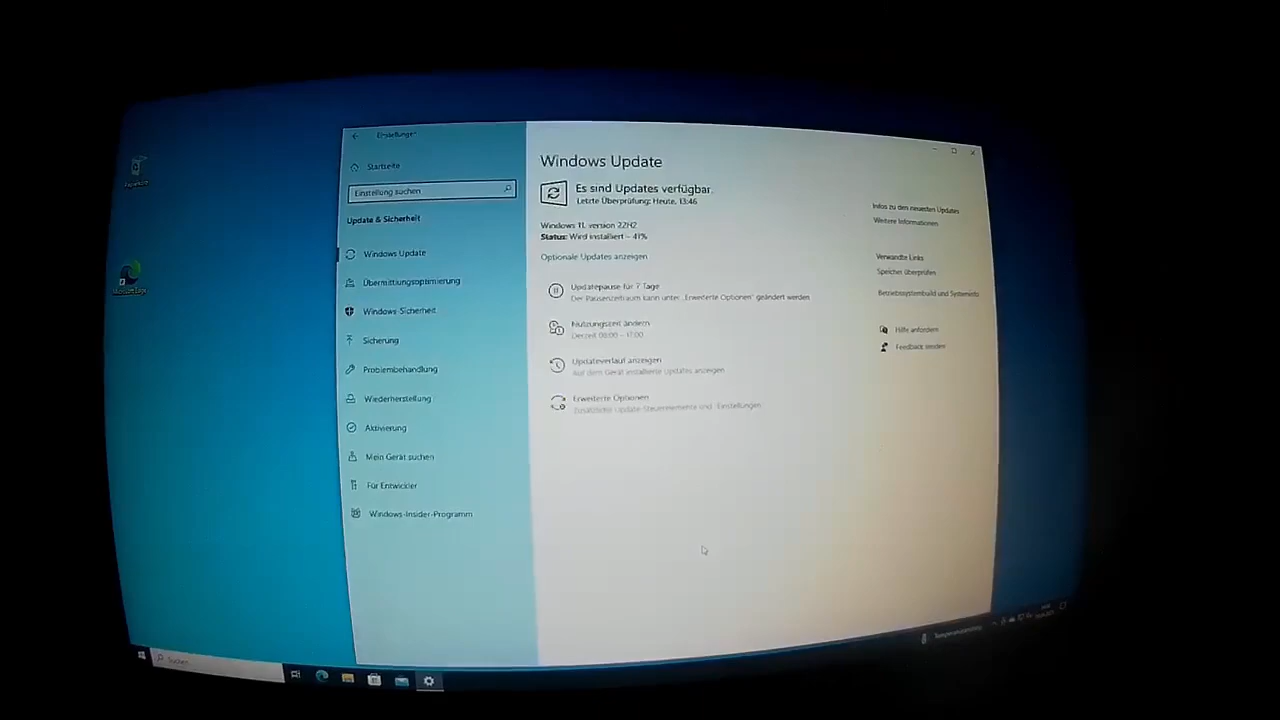 Einstellungen
Startseite
Einstellung suchen
Update & Sicherheit
Windows Update
Übermittlungsoptimierung
Windows-Sicherheit
Sicherung
Problembehandlung
Wiederherstellung
Aktivierung
Mein Gerät suchen
Für Entwickler
Windows-Insider-Programm
Windows Update
Es sind Updates verfügbar.
Letzte Überprüfung: Heute, 13:46
Windows 11, version 22H2
Status: Wird installiert – 41%
Optionale Updates anzeigen
Updatepause für 7 Tage
Der Pausenzeitraum kann unter „Erweiterte Optionen" geändert werden
Nutzungszeit ändern
Derzeit 08:00 – 17:00
Updateverlauf anzeigen
Auf dem Gerät installierte Updates anzeigen
Erweiterte Optionen
Zusätzliche Update-Steuerelemente und -Einstellungen
Infos zu den neuesten Updates
Weitere Informationen
Verwandte Links
Speicher überprüfen
Betriebssystembuild und Systeminfo
Hilfe anfordern
Feedback senden
Papierkorb
Microsoft Edge
Suchen